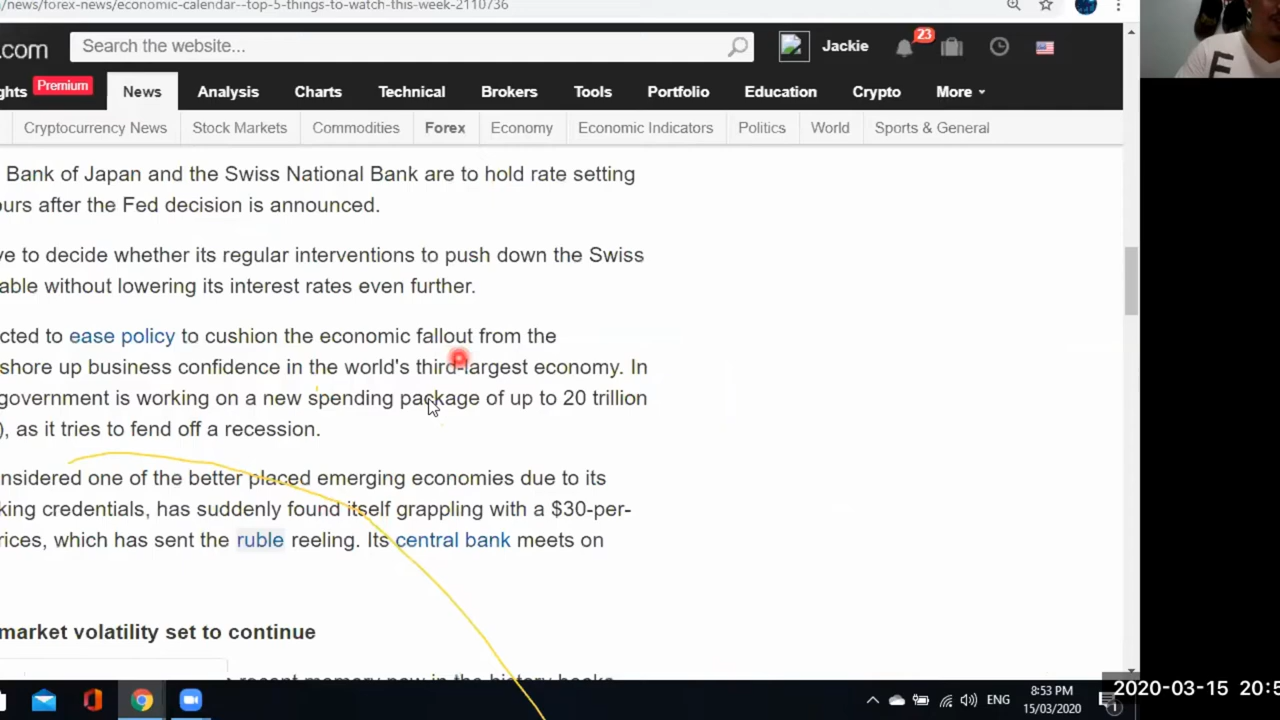 /news/forex-news/economic-calendar--top-5-things-to-watch-this-week-2110736
.com Search the website... Jackie 23
ghts Premium News Analysis Charts Technical Brokers Tools Portfolio Education Crypto More
Cryptocurrency News Stock Markets Commodities Forex Economy Economic Indicators Politics World Sports & General
Bank of Japan and the Swiss National Bank are to hold rate setting
ours after the Fed decision is announced.
ve to decide whether its regular interventions to push down the Swiss
able without lowering its interest rates even further.
cted to ease policy to cushion the economic fallout from the
shore up business confidence in the world's third-largest economy. In
government is working on a new spending package of up to 20 trillion
), as it tries to fend off a recession.
nsidered one of the better placed emerging economies due to its
king credentials, has suddenly found itself grappling with a $30-per-
rices, which has sent the ruble reeling. Its central bank meets on
market volatility set to continue
recent memory now in the history books
ENG 8:53 PM
15/03/2020 1
2020-03-15 20:5
F